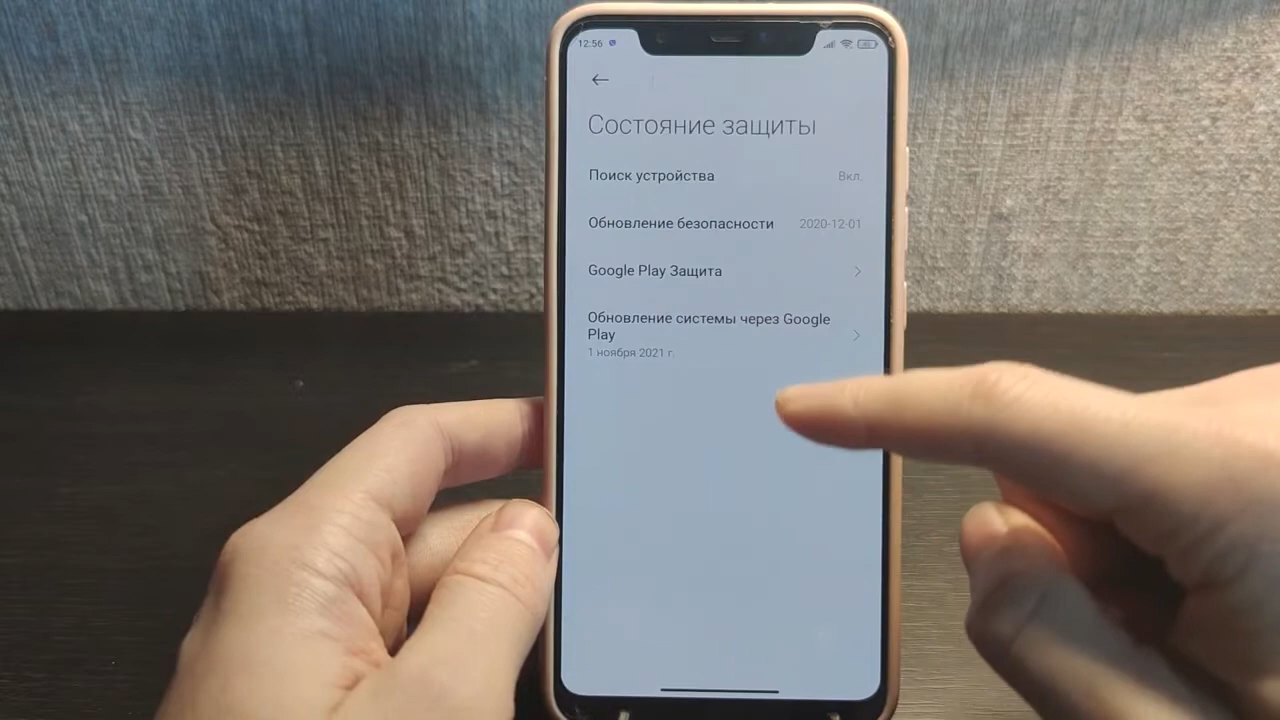 12:56
Состояние защиты
Поиск устройства Вкл.
Обновление безопасности 2020-12-01
Google Play Защита
Обновление системы через Google
Play
1 ноября 2021 г.